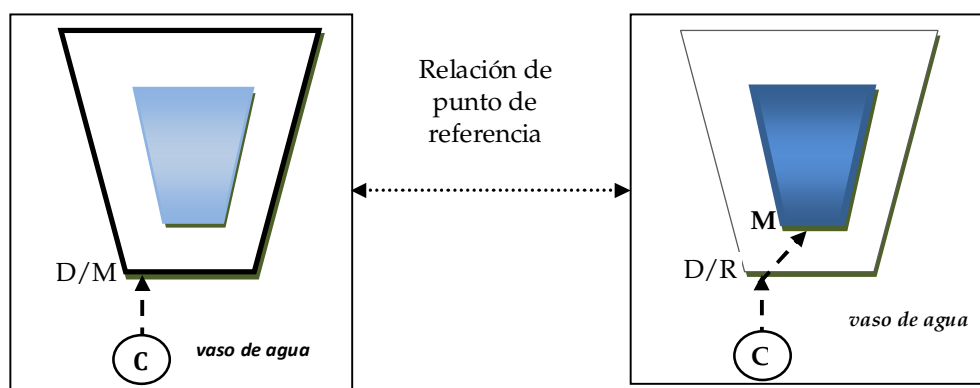 Relación de
punto de
referencia
D/M
C
vaso de agua
M
D/R
C
vaso de agua